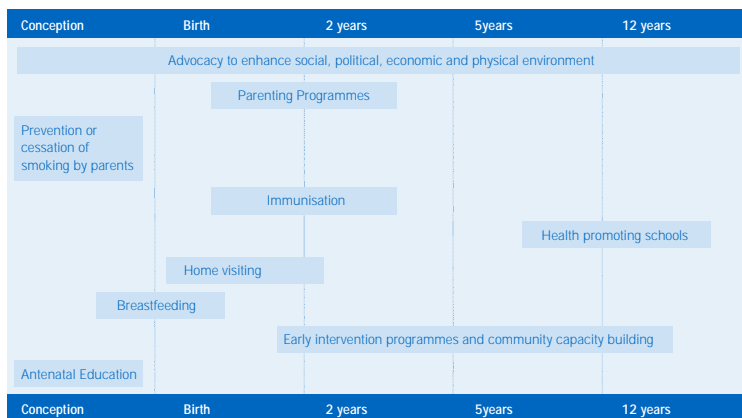 Conception Birth 2 years 5years 12 years
Advocacy to enhance social, political, economic and physical environment
Parenting Programmes
Prevention or
cessation of
smoking by parents
Immunisation
Health promoting schools
Home visiting
Breastfeeding
Early intervention programmes and community capacity building
Antenatal Education
Conception Birth 2 years 5years 12 years